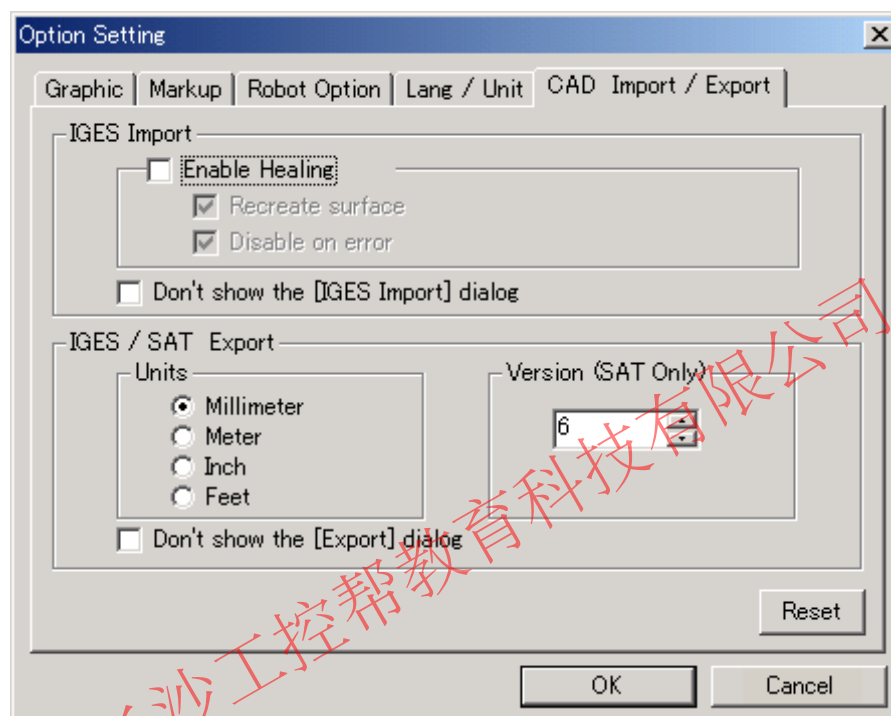 Option Setting
Graphic Markup Robot Option Lang / Unit CAD Import / Export
IGES Import
Enable Healing
Recreate surface
Disable on error
Don't show the [IGES Import] dialog
IGES / SAT Export
Units
Millimeter
Meter
Inch
Feet
Version (SAT Only)
6
Don't show the [Export] dialog
Reset
OK Cancel
沙工控帮教育科技有限公司